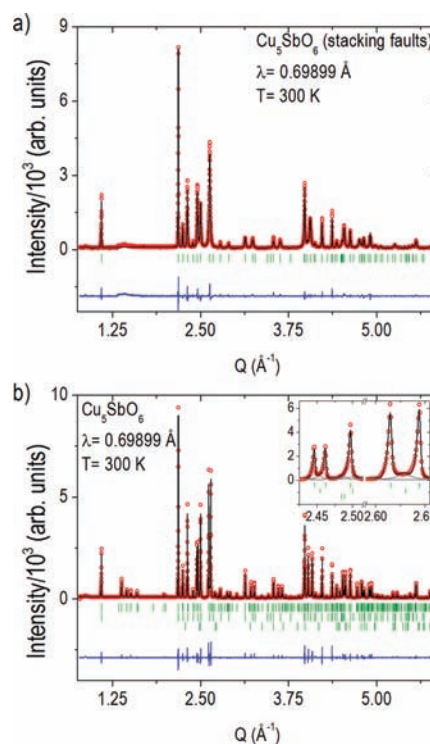 a)
9
6
3
0
Intensity/10³ (arb. units)
Cu₅SbO₆ (stacking faults)
λ= 0.69899 Å
T= 300 K
1.25 2.50 3.75 5.00
Q (Å⁻¹)
b)
10
5
0
Intensity/10³ (arb. units)
Cu₅SbO₆
λ= 0.69899 Å
T= 300 K
6
4
2
0
2.45 2.50 2.60 2.6
1.25 2.50 3.75 5.00
Q (Å⁻¹)